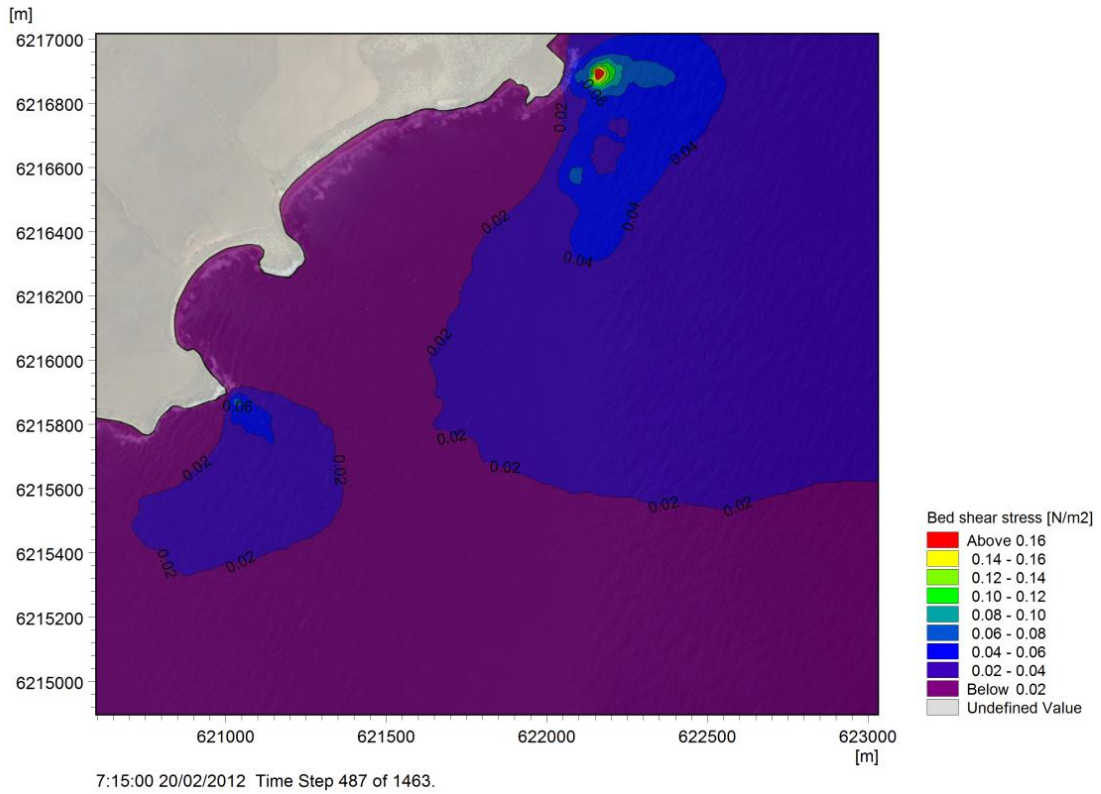 [m]
6217000
6216800
6216600
6216400
6216200
6216000
6215800
6215600
6215400
6215200
6215000
0.06
0.02
0.04
0.02
0.04
0.04
0.02
0.06
0.02
0.02
0.02
0.02
0.02
0.02
0.02
0.02
Bed shear stress [N/m2]
Above 0.16
0.14 - 0.16
0.12 - 0.14
0.10 - 0.12
0.08 - 0.10
0.06 - 0.08
0.04 - 0.06
0.02 - 0.04
Below 0.02
Undefined Value
621000 621500 622000 622500 623000
[m]
7:15:00 20/02/2012 Time Step 487 of 1463.